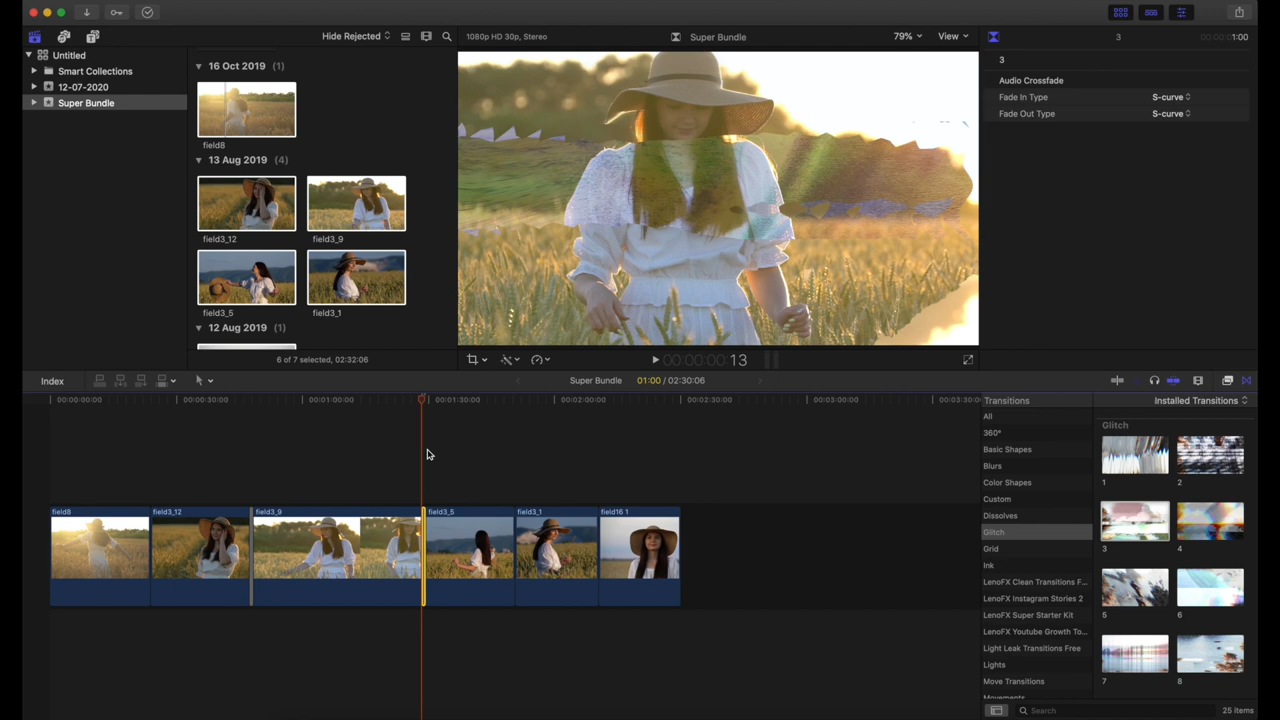 Hide Rejected
1080p HD 30p, Stereo
Super Bundle
79%
View
3
00:00:01:00
Untitled
Smart Collections
12-07-2020
Super Bundle
16 Oct 2019 (1)
field8
13 Aug 2019 (4)
field3_12
field3_9
field3_5
field3_1
12 Aug 2019 (1)
6 of 7 selected, 02:32:06
00:00:00:00:13
3
Audio Crossfade
Fade In Type S-curve
Fade Out Type S-curve
Index
Super Bundle 01:00 / 02:30:06
00:00:00:00
00:00:30:00
00:01:00:00
00:01:30:00
00:02:00:00
00:02:30:00
00:03:00:00
00:03:30:00
field8
field3_12
field3_9
field3_5
field3_1
field16 1
Transitions
Installed Transitions
All
360°
Basic Shapes
Blurs
Color Shapes
Custom
Dissolves
Glitch
Grid
Ink
LenoFX Clean Transitions F...
LenoFX Instagram Stories 2
LenoFX Super Starter Kit
LenoFX Youtube Growth To...
Light Leak Transitions Free
Lights
Move Transitions
Movements
Glitch
1
2
3
4
5
6
7
8
Search
25 items